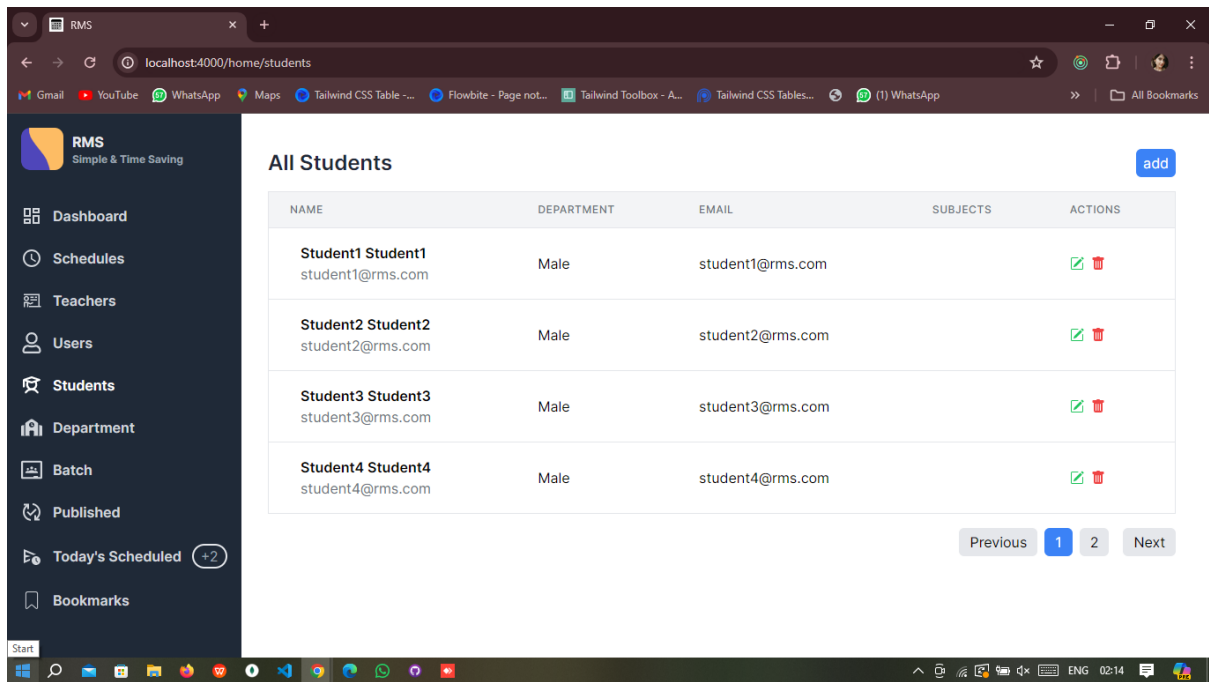 RMS
localhost:4000/home/students
Gmail YouTube WhatsApp Maps Tailwind CSS Table -... Flowbite - Page not... Tailwind Toolbox - A... Tailwind CSS Tables... (1) WhatsApp » All Bookmarks
RMS
Simple & Time Saving
Dashboard
Schedules
Teachers
Users
Students
Department
Batch
Published
Today's Scheduled +2
Bookmarks
All Students
add
NAME DEPARTMENT EMAIL SUBJECTS ACTIONS
Student1 Student1
student1@rms.com
Male student1@rms.com
Student2 Student2
student2@rms.com
Male student2@rms.com
Student3 Student3
student3@rms.com
Male student3@rms.com
Student4 Student4
student4@rms.com
Male student4@rms.com
Previous 1 2 Next
Start
ENG 02:14